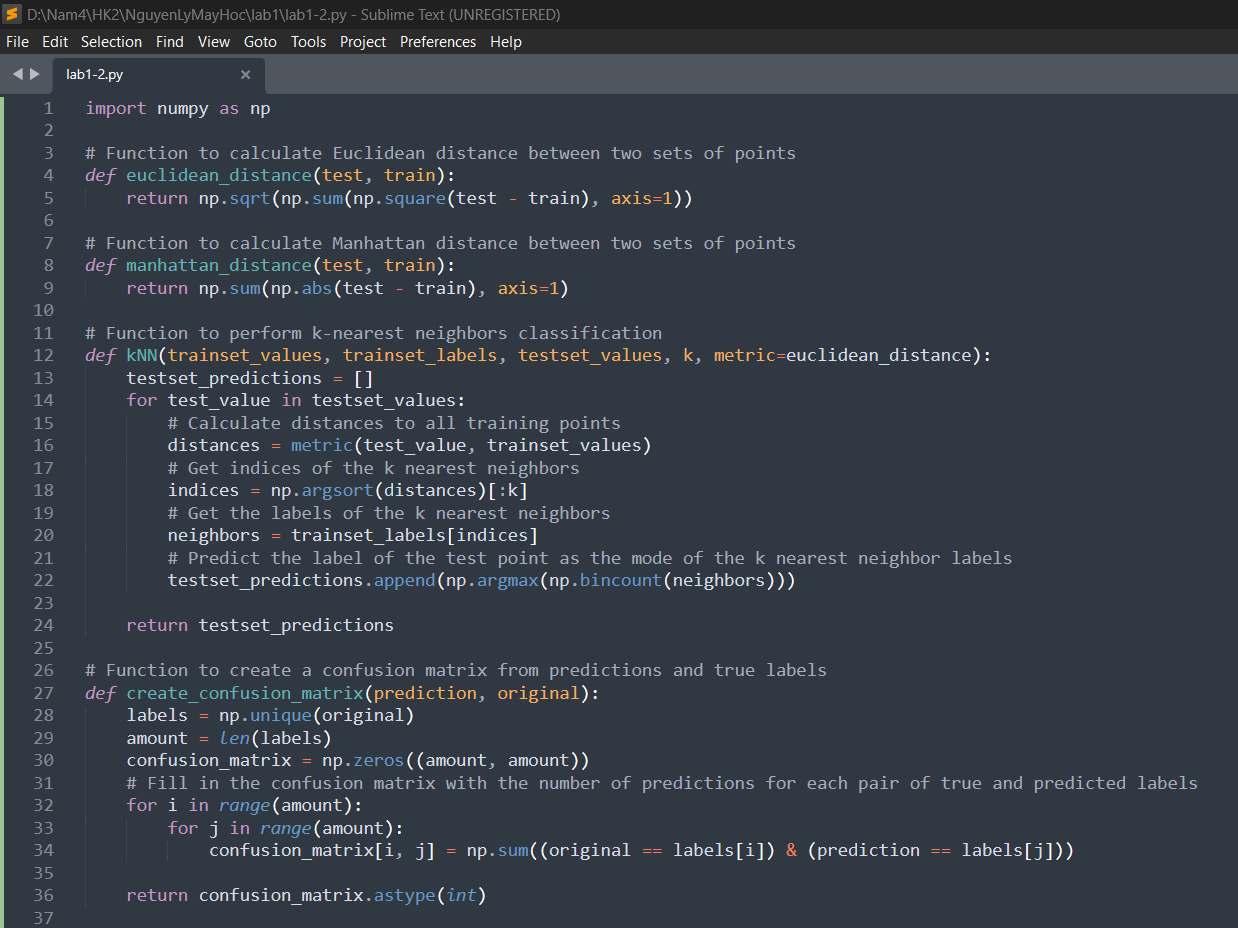 D:\Nam4\HK2\NguyenLyMayHoc\lab1\lab1-2.py - Sublime Text (UNREGISTERED)
File Edit Selection Find View Goto Tools Project Preferences Help
lab1-2.py ×
1 import numpy as np
2
3 # Function to calculate Euclidean distance between two sets of points
4 def euclidean_distance(test, train):
5     return np.sqrt(np.sum(np.square(test - train), axis=1))
6
7 # Function to calculate Manhattan distance between two sets of points
8 def manhattan_distance(test, train):
9     return np.sum(np.abs(test - train), axis=1)
10
11 # Function to perform k-nearest neighbors classification
12 def kNN(trainset_values, trainset_labels, testset_values, k, metric=euclidean_distance):
13     testset_predictions = []
14     for test_value in testset_values:
15         # Calculate distances to all training points
16         distances = metric(test_value, trainset_values)
17         # Get indices of the k nearest neighbors
18         indices = np.argsort(distances)[:k]
19         # Get the labels of the k nearest neighbors
20         neighbors = trainset_labels[indices]
21         # Predict the label of the test point as the mode of the k nearest neighbor labels
22         testset_predictions.append(np.argmax(np.bincount(neighbors)))
23
24     return testset_predictions
25
26 # Function to create a confusion matrix from predictions and true labels
27 def create_confusion_matrix(prediction, original):
28     labels = np.unique(original)
29     amount = len(labels)
30     confusion_matrix = np.zeros((amount, amount))
31     # Fill in the confusion matrix with the number of predictions for each pair of true and predicted labels
32     for i in range(amount):
33         for j in range(amount):
34             confusion_matrix[i, j] = np.sum((original == labels[i]) & (prediction == labels[j]))
35
36     return confusion_matrix.astype(int)
37